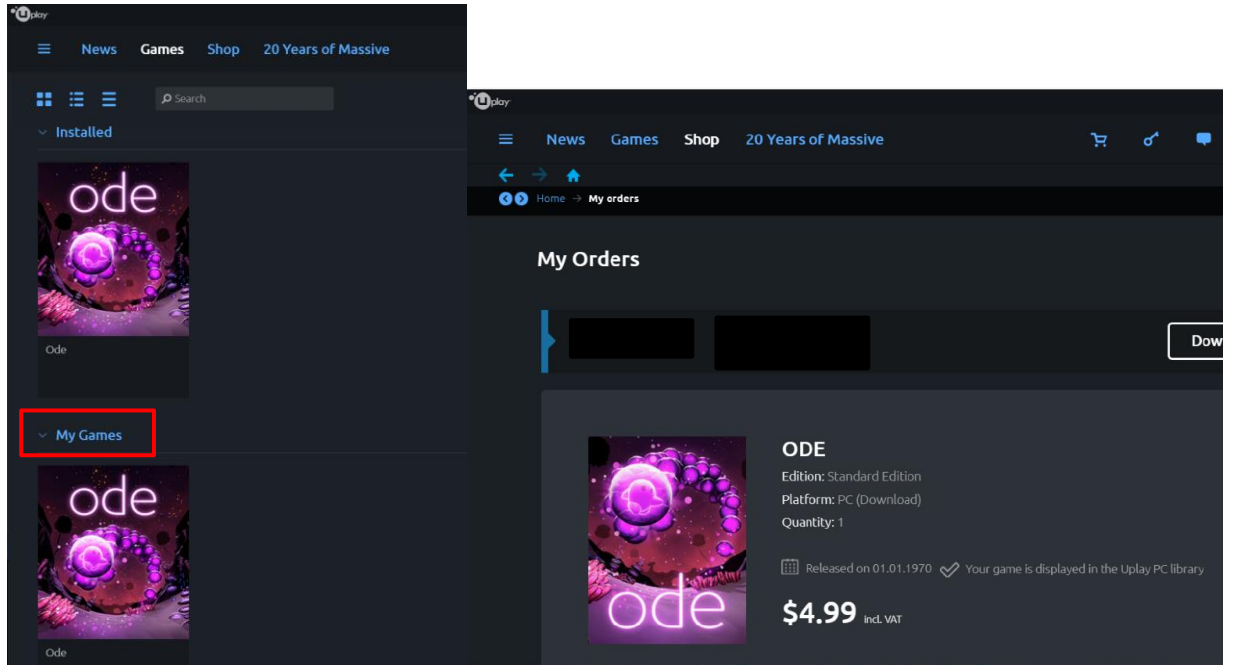 Uplay
News Games Shop 20 Years of Massive
Search
Installed
ode
Ode
My Games
ode
Ode
Uplay
News Games Shop 20 Years of Massive
Home → My orders
My Orders
Dow
ode
ODE
Edition: Standard Edition
Platform: PC (Download)
Quantity: 1
Released on 01.01.1970 Your game is displayed in the Uplay PC library
$4.99 incl. VAT